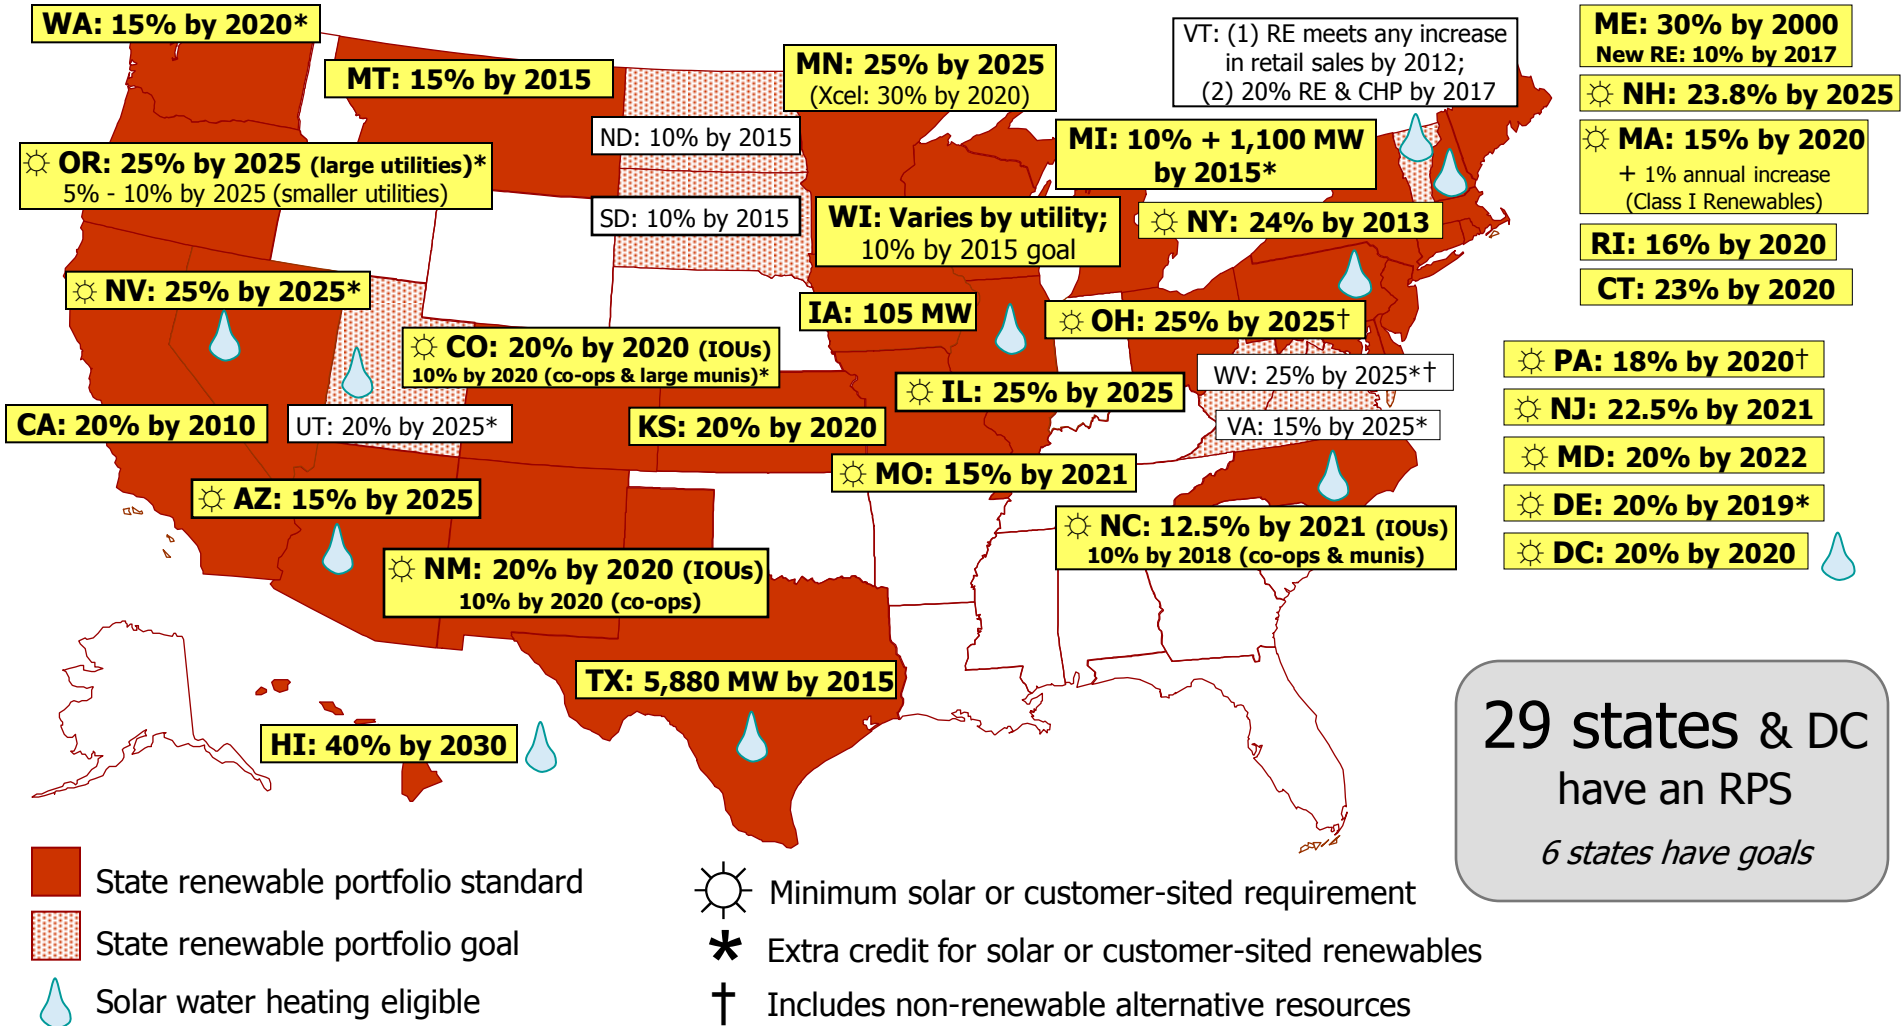 WA: 15% by 2020*
MT: 15% by 2015
MN: 25% by 2025
(Xcel: 30% by 2020)
VT: (1) RE meets any increase
in retail sales by 2012;
(2) 20% RE & CHP by 2017
ME: 30% by 2000
New RE: 10% by 2017
NH: 23.8% by 2025
ND: 10% by 2015
MI: 10% + 1,100 MW
by 2015*
MA: 15% by 2020
+ 1% annual increase
(Class I Renewables)
OR: 25% by 2025 (large utilities)*
5% - 10% by 2025 (smaller utilities)
SD: 10% by 2015
WI: Varies by utility;
10% by 2015 goal
NY: 24% by 2013
RI: 16% by 2020
CT: 23% by 2020
NV: 25% by 2025*
IA: 105 MW
OH: 25% by 2025†
CO: 20% by 2020 (IOUs)
10% by 2020 (co-ops & large munis)*
PA: 18% by 2020†
WV: 25% by 2025*†
IL: 25% by 2025
NJ: 22.5% by 2021
CA: 20% by 2010
UT: 20% by 2025*
KS: 20% by 2020
VA: 15% by 2025*
MD: 20% by 2022
MO: 15% by 2021
AZ: 15% by 2025
DE: 20% by 2019*
NC: 12.5% by 2021 (IOUs)
10% by 2018 (co-ops & munis)
DC: 20% by 2020
NM: 20% by 2020 (IOUs)
10% by 2020 (co-ops)
TX: 5,880 MW by 2015
HI: 40% by 2030
29 states & DC
have an RPS
6 states have goals
State renewable portfolio standard
State renewable portfolio goal
Solar water heating eligible
Minimum solar or customer-sited requirement
* Extra credit for solar or customer-sited renewables
† Includes non-renewable alternative resources